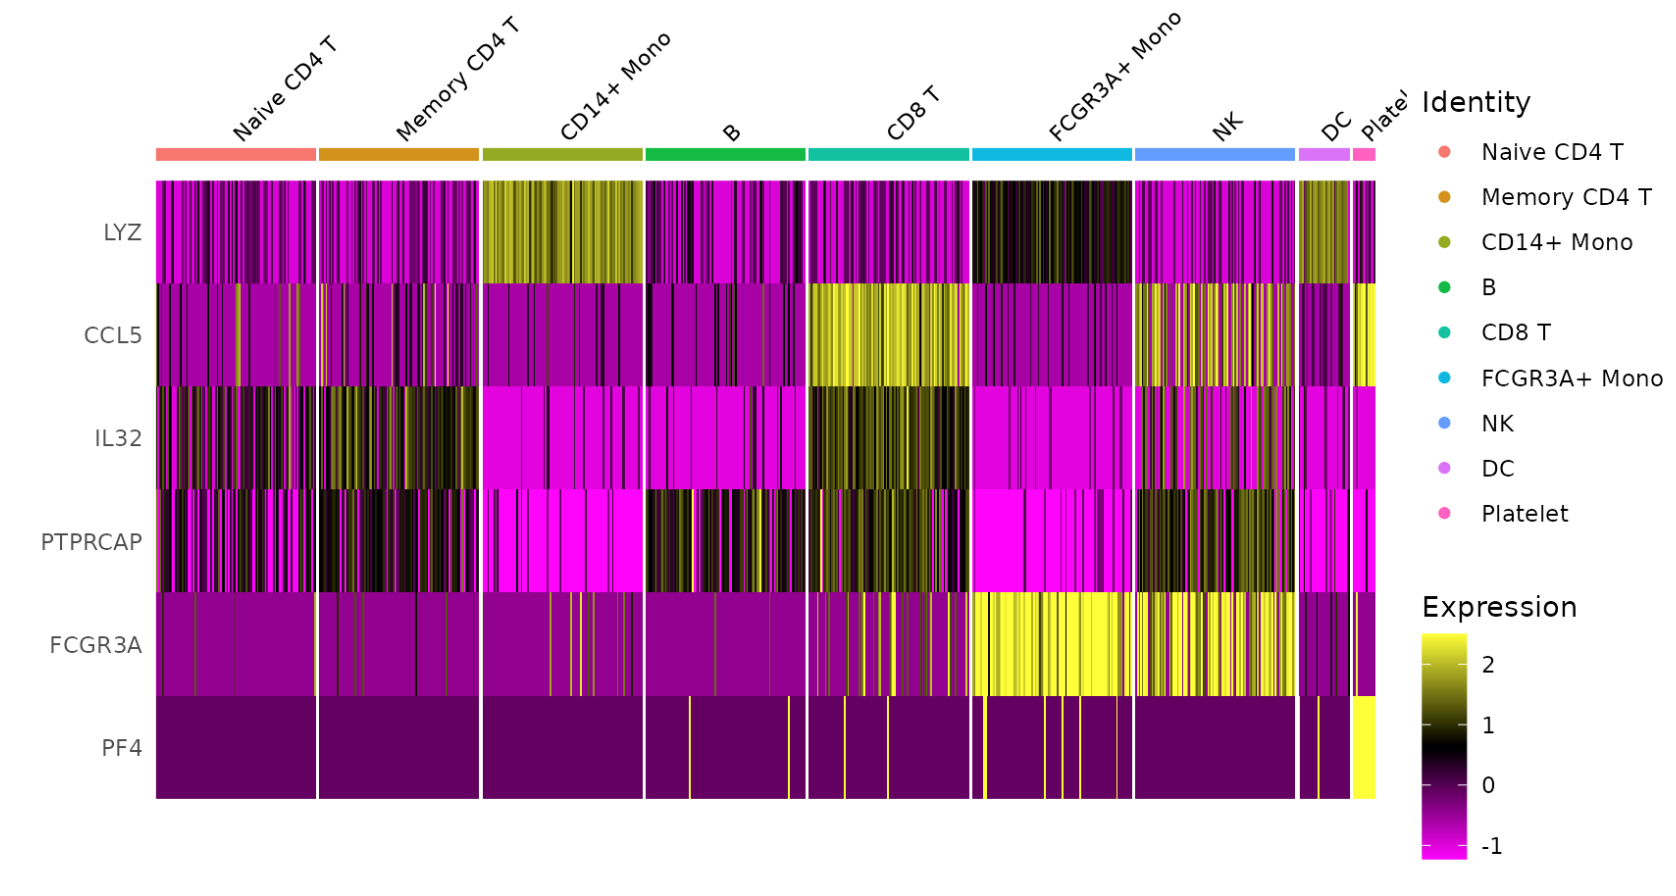 Naive CD4 T
Memory CD4 T
CD14+ Mono
B
CD8 T
FCGR3A+ Mono
NK
DC
Platel
LYZ
CCL5
IL32
PTPRCAP
FCGR3A
PF4
Identity
Naive CD4 T
Memory CD4 T
CD14+ Mono
B
CD8 T
FCGR3A+ Mono
NK
DC
Platelet
Expression
2
1
0
-1